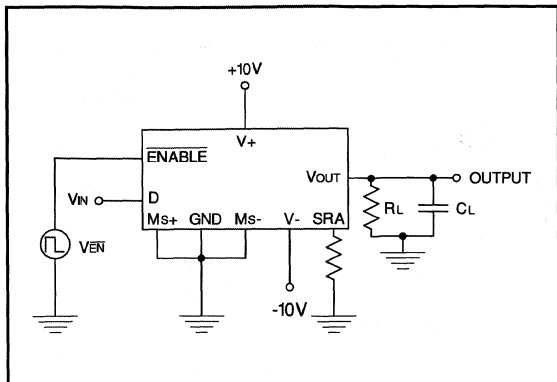 +10V
V+
ENABLE
VOUT
OUTPUT
VIN
D
RL
CL
MS+ GND MS- V- SRA
VEN
-10V